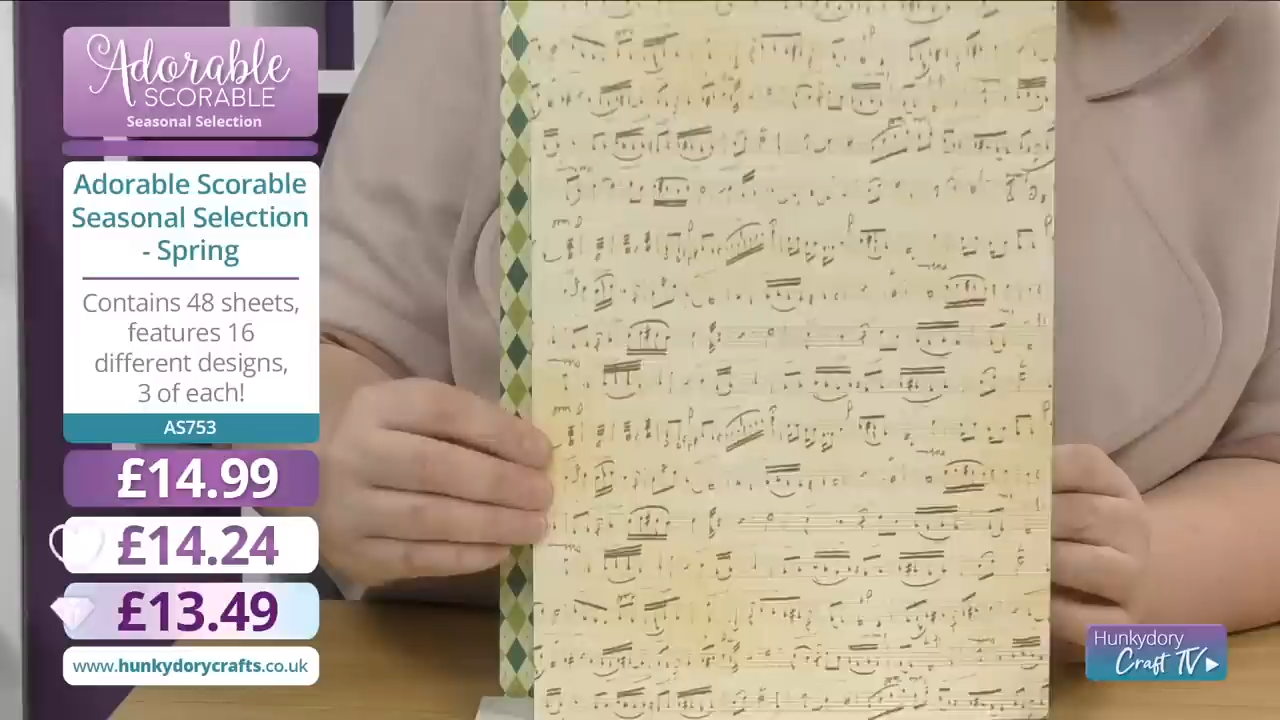 Adorable
SCORABLE
Seasonal Selection
Adorable Scorable
Seasonal Selection
- Spring
Contains 48 sheets,
features 16
different designs,
3 of each!
AS753
£14.99
£14.24
£13.49
www.hunkydorycrafts.co.uk
Hunkydory
Craft TV